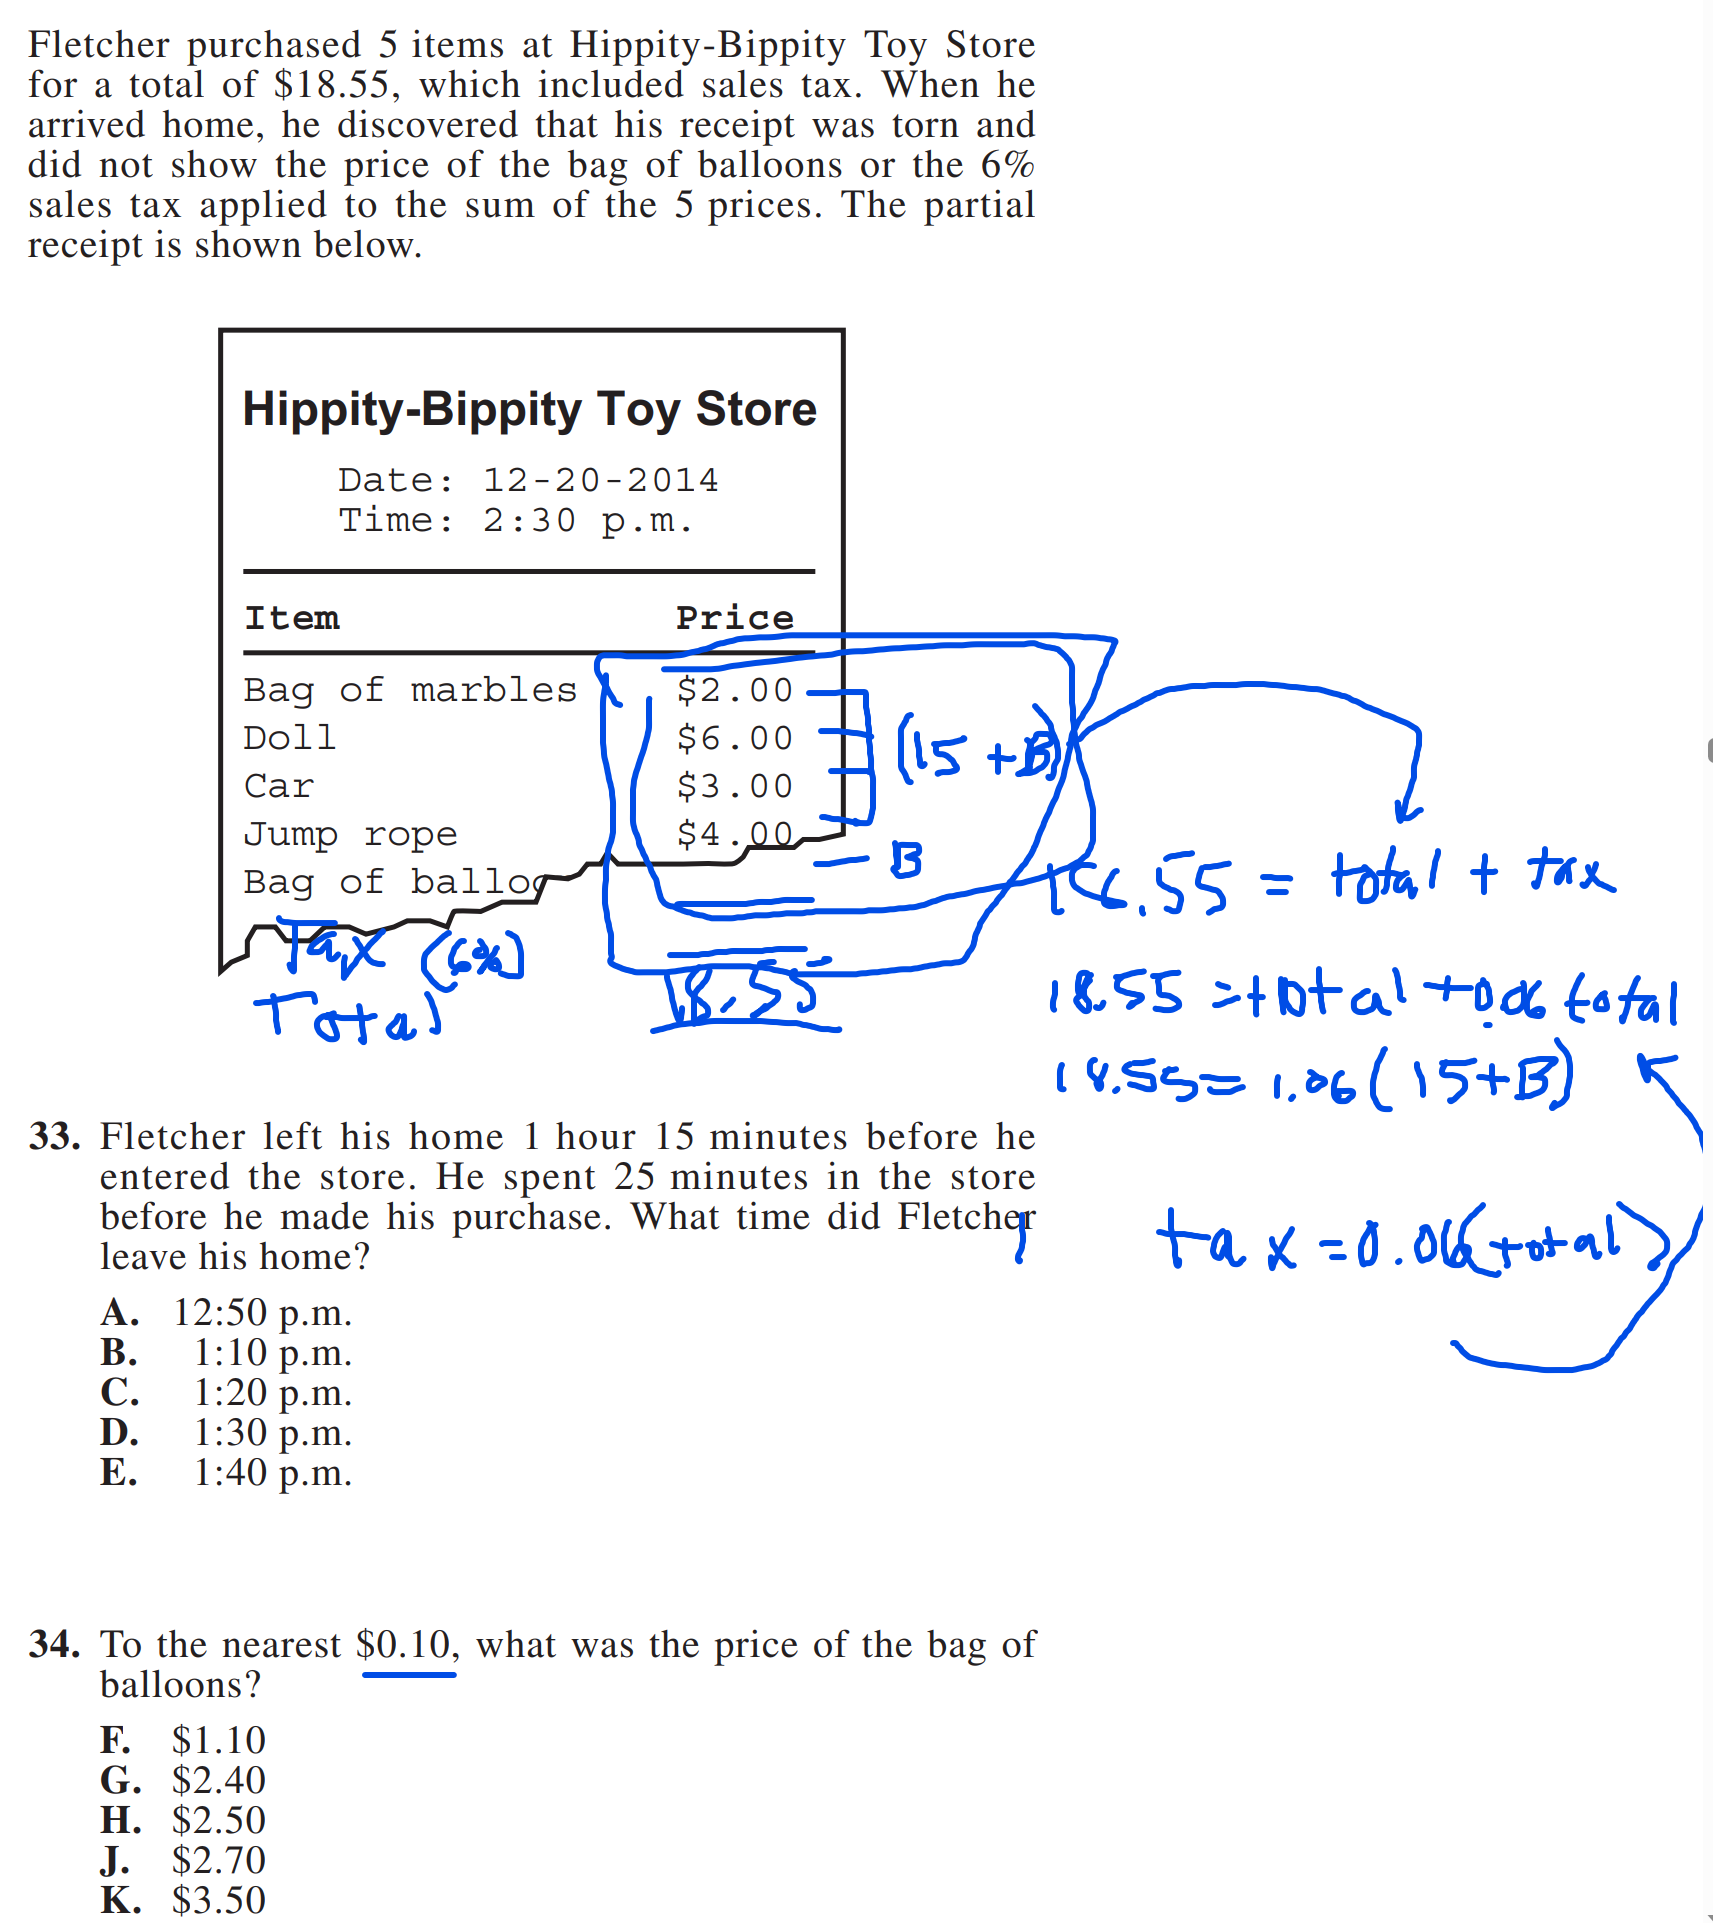 Fletcher purchased 5 items at Hippity-Bippity Toy Store
for a total of $18.55, which included sales tax. When he
arrived home, he discovered that his receipt was torn and
did not show the price of the bag of balloons or the 6%
sales tax applied to the sum of the 5 prices. The partial
receipt is shown below.
Hippity-Bippity Toy Store
Date: 12-20-2014
Time: 2:30 p.m.
Item Price
Bag of marbles $2.00
Doll $6.00
Car $3.00
Jump rope $4.00
Bag of balloo
(15 + B)
B
Tax (6%)
Total 18.55
18.55 = total + tax
18.55 = total + 0.06 total
18.55 = 1.06(15+B)
tax = 0.06(total)
33. Fletcher left his home 1 hour 15 minutes before he
entered the store. He spent 25 minutes in the store
before he made his purchase. What time did Fletcher
leave his home?
A. 12:50 p.m.
B. 1:10 p.m.
C. 1:20 p.m.
D. 1:30 p.m.
E. 1:40 p.m.
34. To the nearest $0.10, what was the price of the bag of
balloons?
F. $1.10
G. $2.40
H. $2.50
J. $2.70
K. $3.50